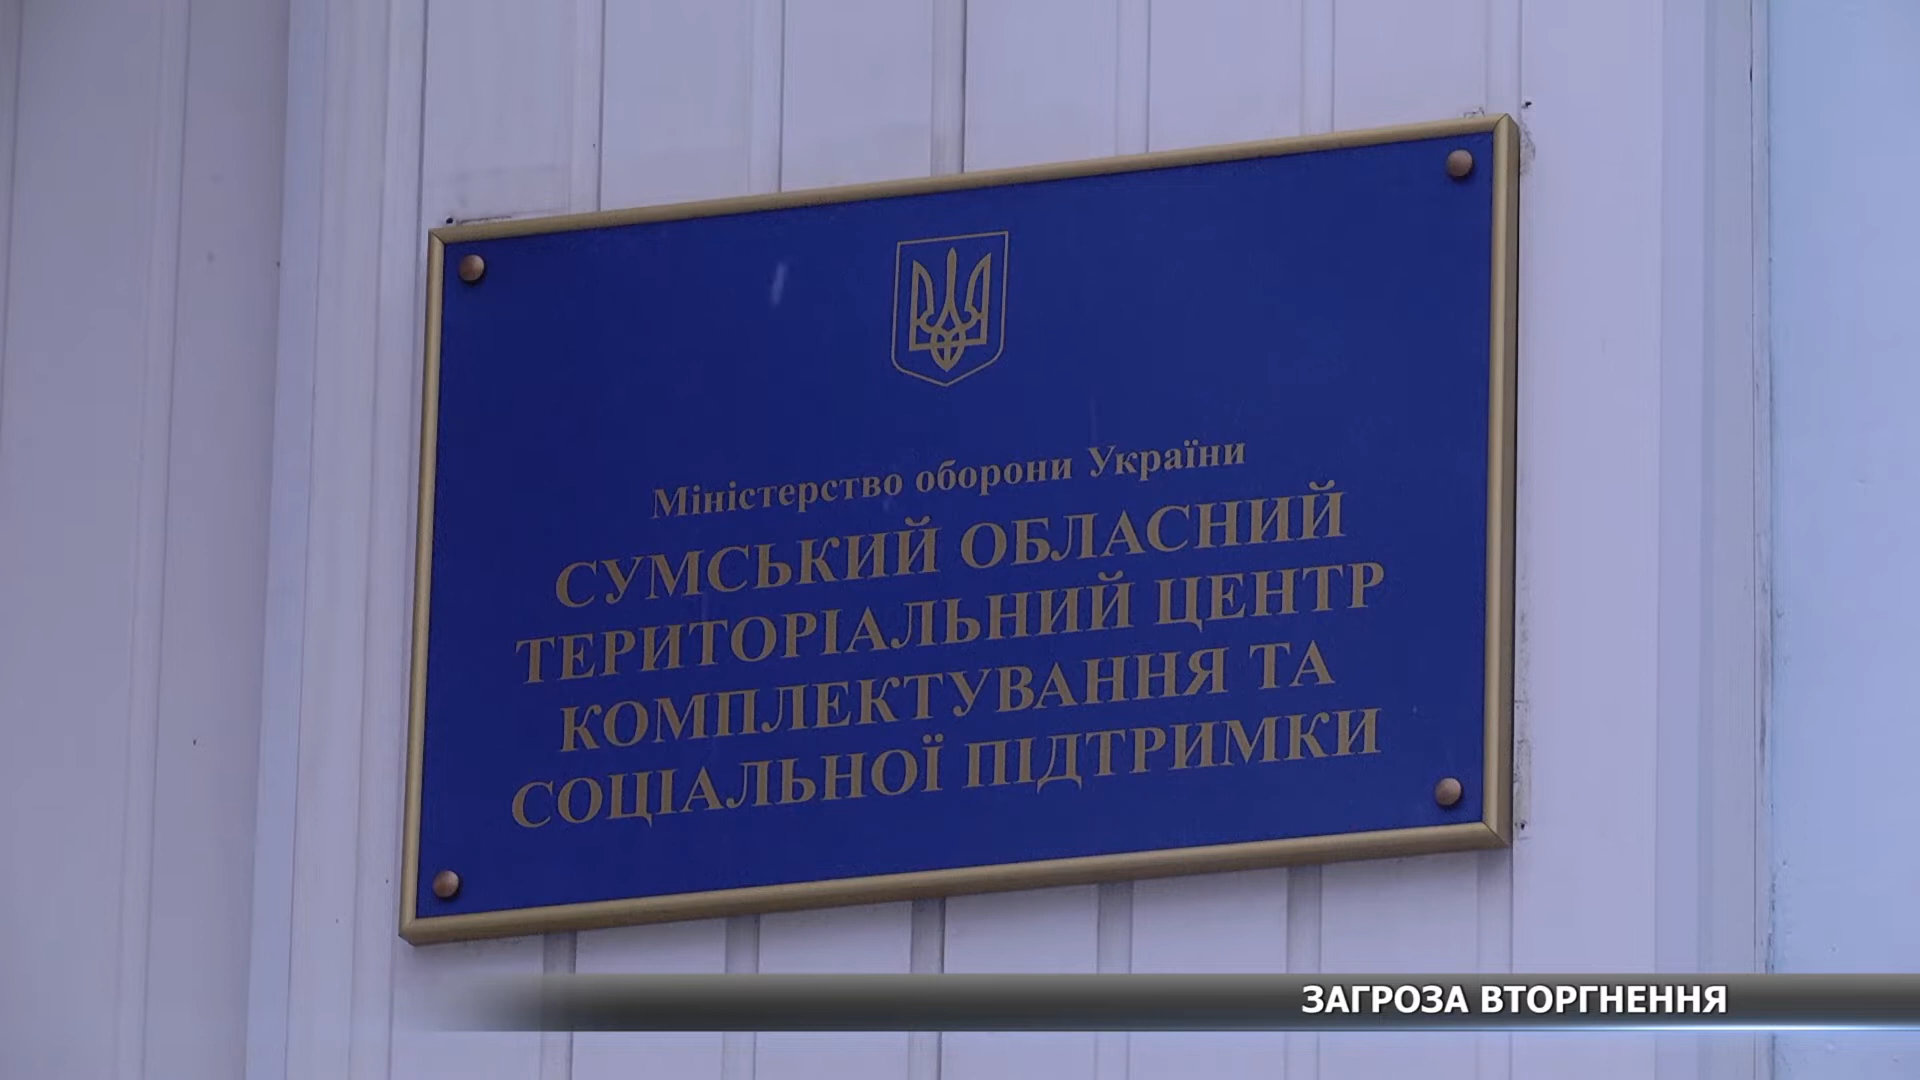 Міністерство оборони України
СУМСЬКИЙ ОБЛАСНИЙ
ТЕРИТОРІАЛЬНИЙ ЦЕНТР
КОМПЛЕКТУВАННЯ ТА
СОЦІАЛЬНОЇ ПІДТРИМКИ
ЗАГРОЗА ВТОРГНЕННЯ